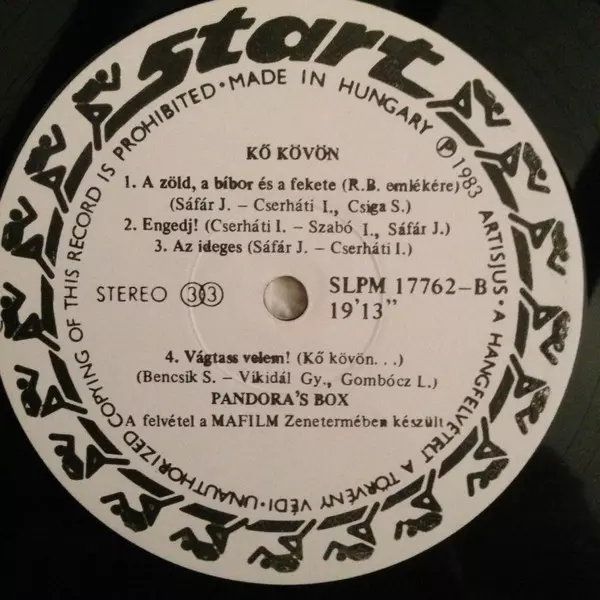 start
UNAUTHORIZED COPYING OF THIS RECORD IS PROHIBITED · MADE IN HUNGARY Ⓟ 1983 ARTISJUS · A HANGFELVÉTELT A TÖRVÉNY VÉDI ·
KŐ KÖVÖN
1. A zöld, a bíbor és a fekete (R.B. emlékére)
(Sáfár J. – Cserháti I., Csiga S.)
2. Engedj! (Cserháti I. – Szabó I., Sáfár J.)
3. Az ideges (Sáfár J. – Cserháti I.)
STEREO 33 SLPM 17762–B
19'13"
4. Vágtass velem! (Kő kövön. . .)
(Bencsik S. – Vikidál Gy., Gombócz L.)
PANDORA'S BOX
A felvétel a MAFILM Zenetermében készült